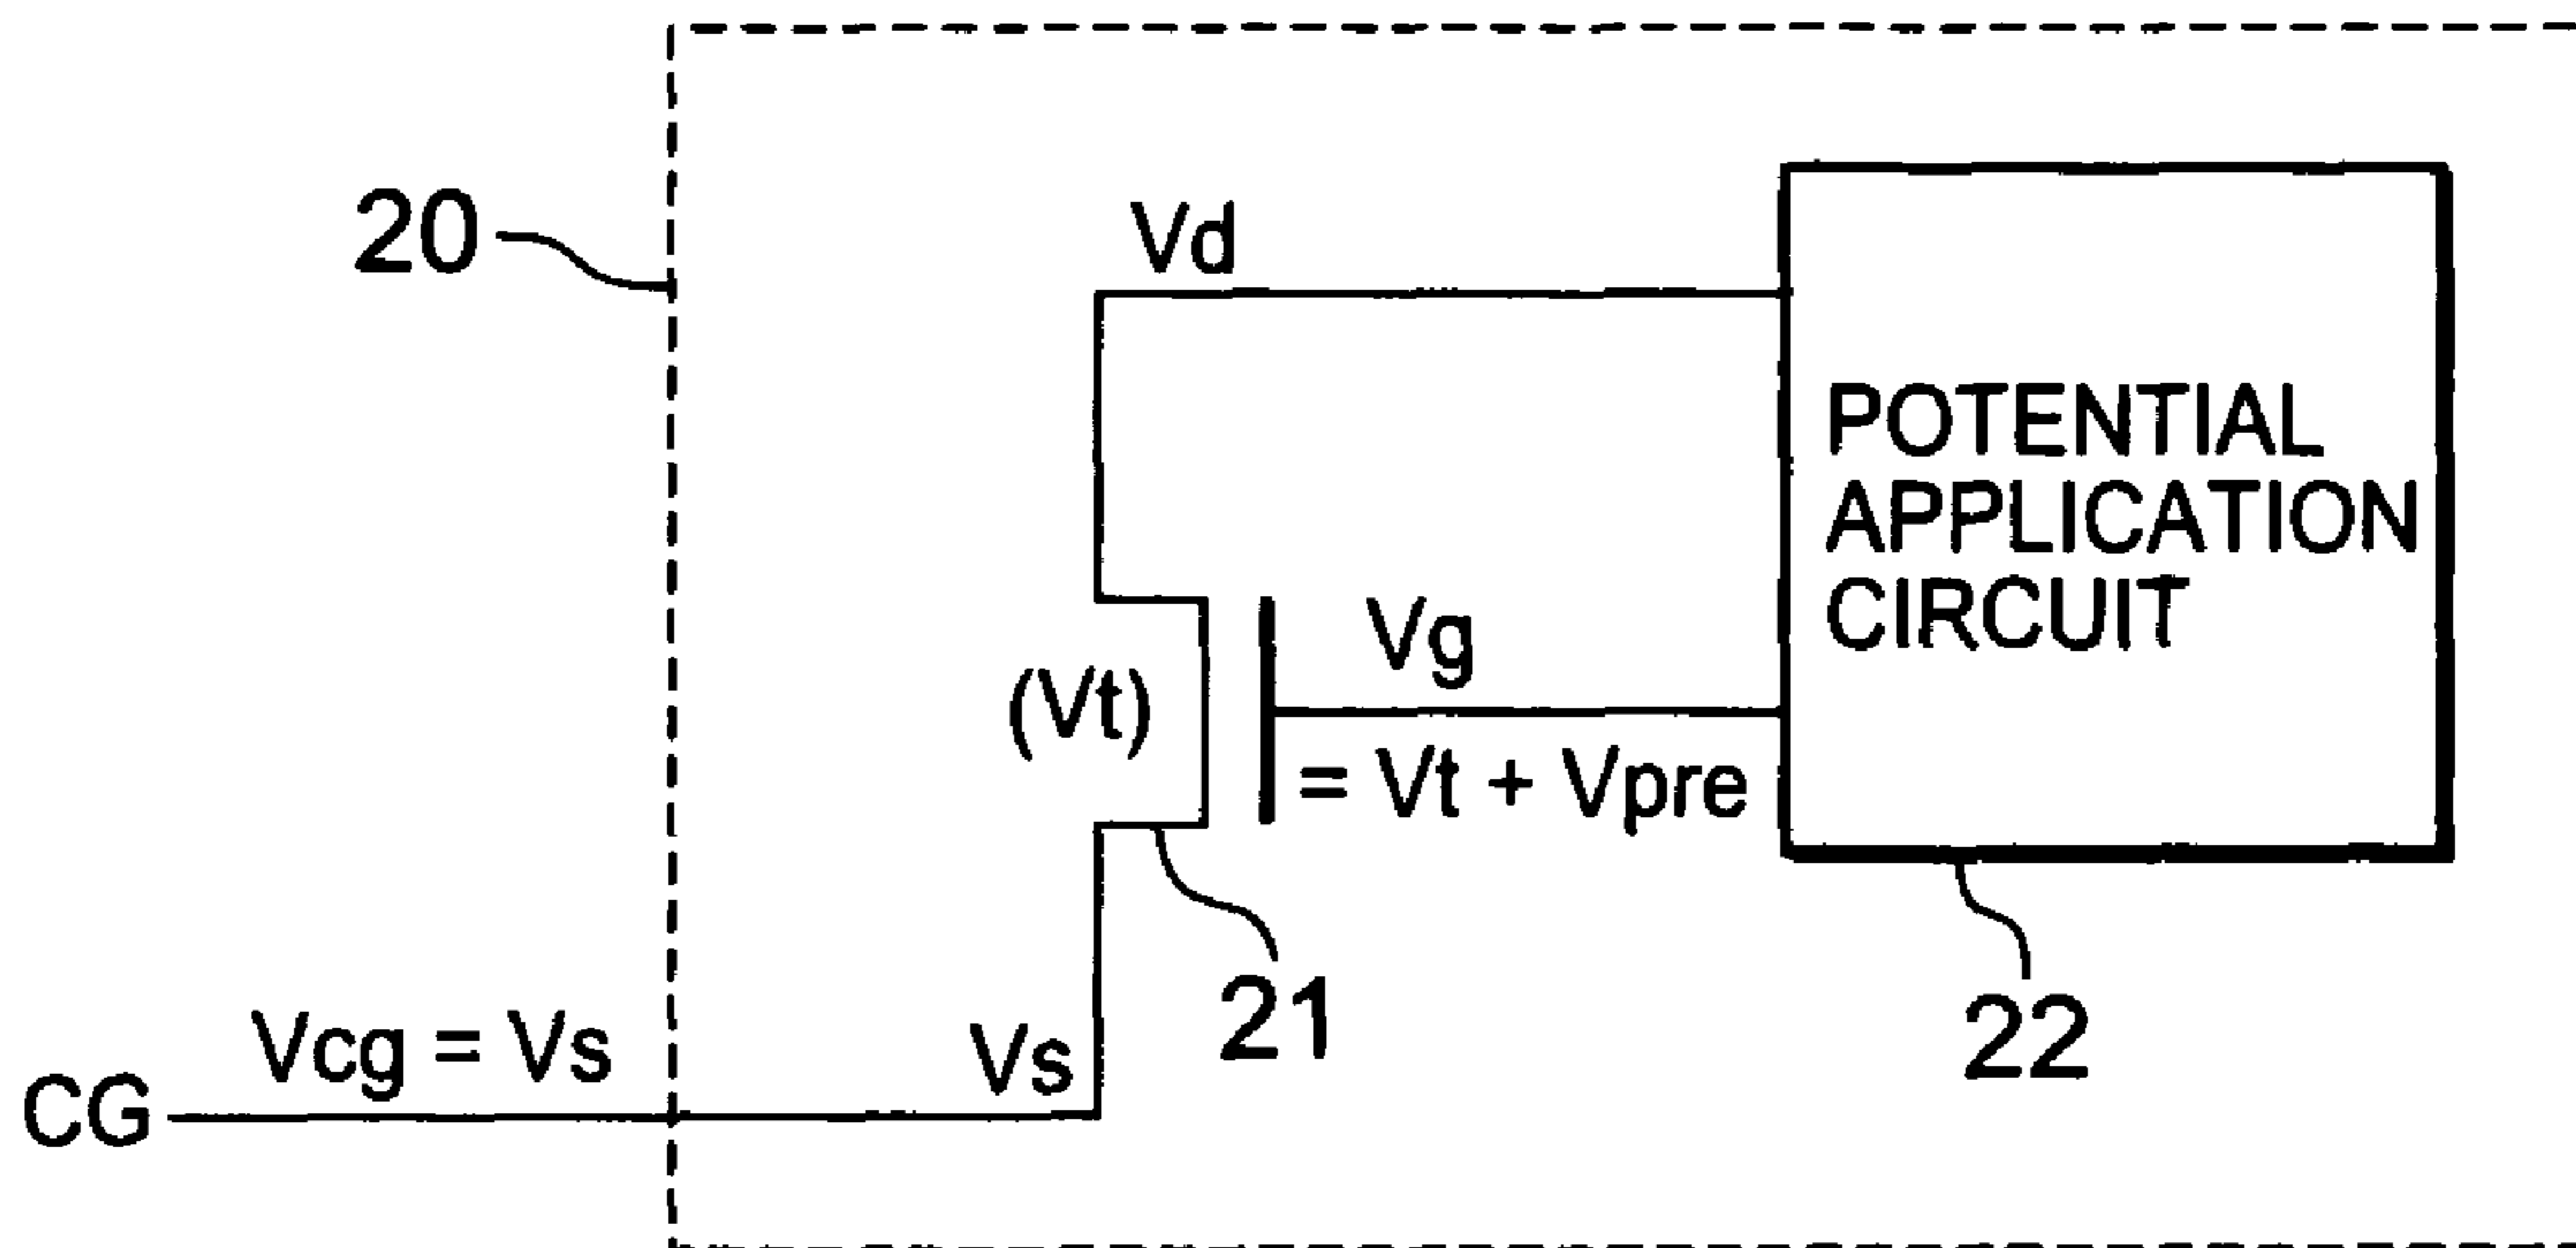 20
Vd
POTENTIAL
APPLICATION
CIRCUIT
Vg
(Vt)
= Vt + Vpre
21
22
Vcg = Vs
Vs
CG